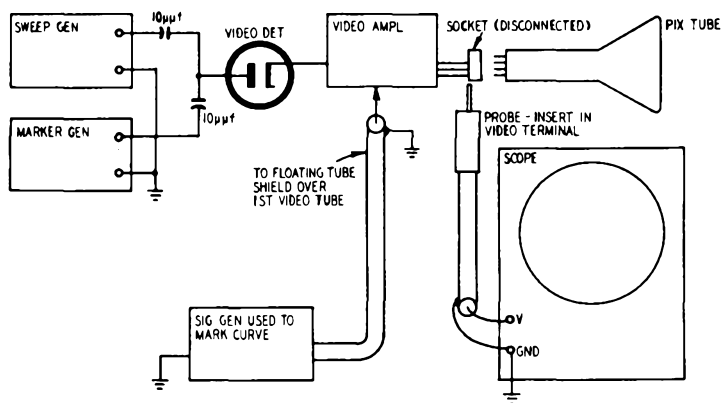 SWEEP GEN
10μμf
VIDEO DET
VIDEO AMPL
SOCKET (DISCONNECTED)
PIX TUBE
MARKER GEN
10μμf
PROBE - INSERT IN
VIDEO TERMINAL
TO FLOATING TUBE
SHIELD OVER
1ST VIDEO TUBE
SCOPE
SIG GEN USED TO
MARK CURVE
V
GND